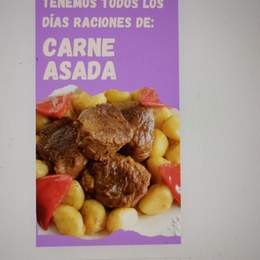 TENEMOS TODOS LOS
DÍAS RACIONES DE:
CARNE
ASADA